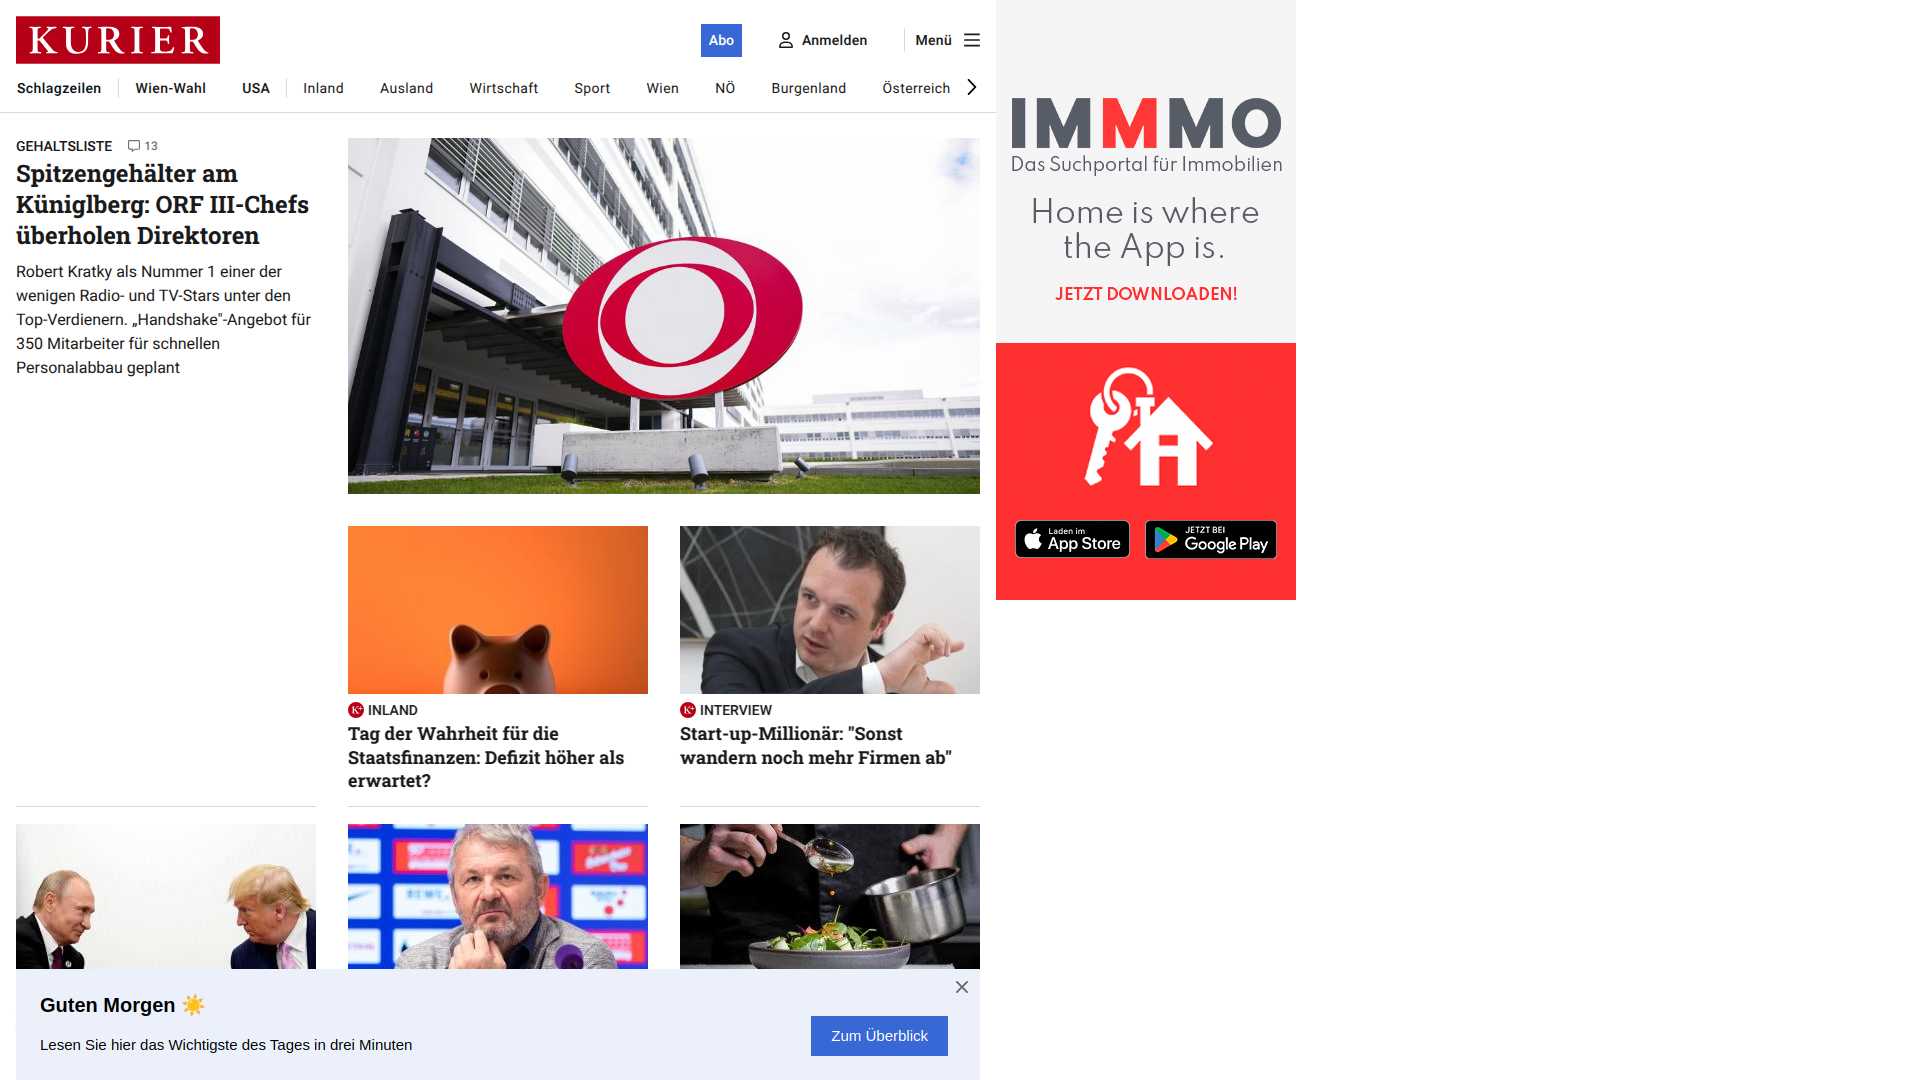 KURIER
Abo
Anmelden
Menü
Schlagzeilen
Wien-Wahl
USA
Inland
Ausland
Wirtschaft
Sport
Wien
NÖ
Burgenland
Österreich
GEHALTSLISTE 13
Spitzengehälter am
Küniglberg: ORF III-Chefs
überholen Direktoren
Robert Kratky als Nummer 1 einer der
wenigen Radio- und TV-Stars unter den
Top-Verdienern. „Handshake"-Angebot für
350 Mitarbeiter für schnellen
Personalabbau geplant
K+ INLAND
Tag der Wahrheit für die
Staatsfinanzen: Defizit höher als
erwartet?
K+ INTERVIEW
Start-up-Millionär: "Sonst
wandern noch mehr Firmen ab"
Guten Morgen ☀️
Lesen Sie hier das Wichtigste des Tages in drei Minuten
Zum Überblick
IMMMO
Das Suchportal für Immobilien
Home is where
the App is.
JETZT DOWNLOADEN!
Laden im
App Store
JETZT BEI
Google Play